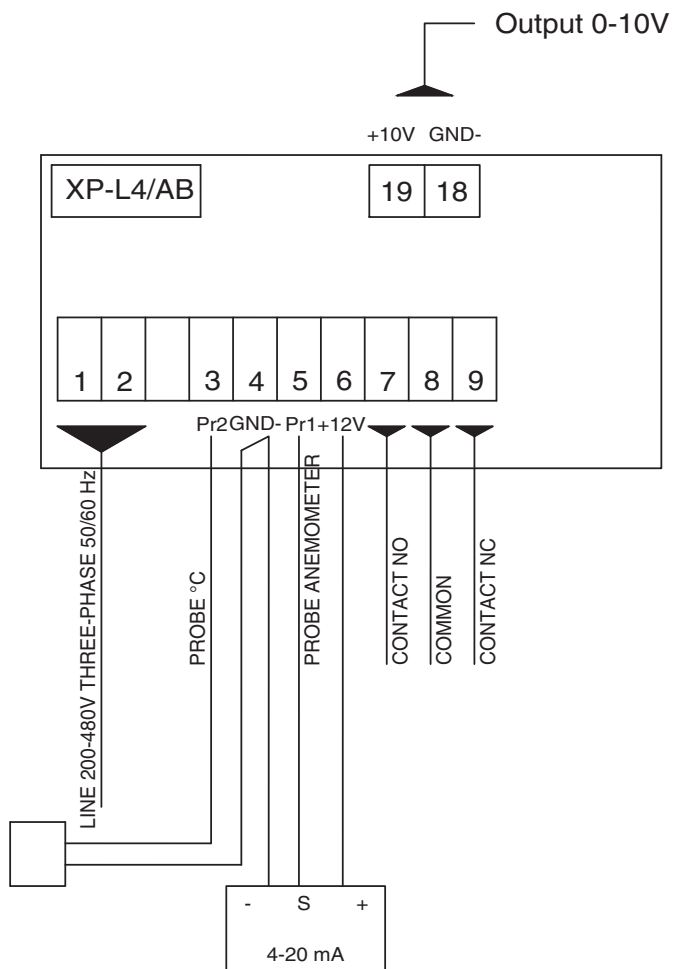 Output 0-10V
+10V GND-
XP-L4/AB
19 18
1 2 3 4 5 6 7 8 9
Pr2 GND- Pr1 +12V
LINE 200-480V THREE-PHASE 50/60 Hz
PROBE °C
PROBE ANEMOMETER
CONTACT NO
COMMON
CONTACT NC
- S +
4-20 mA